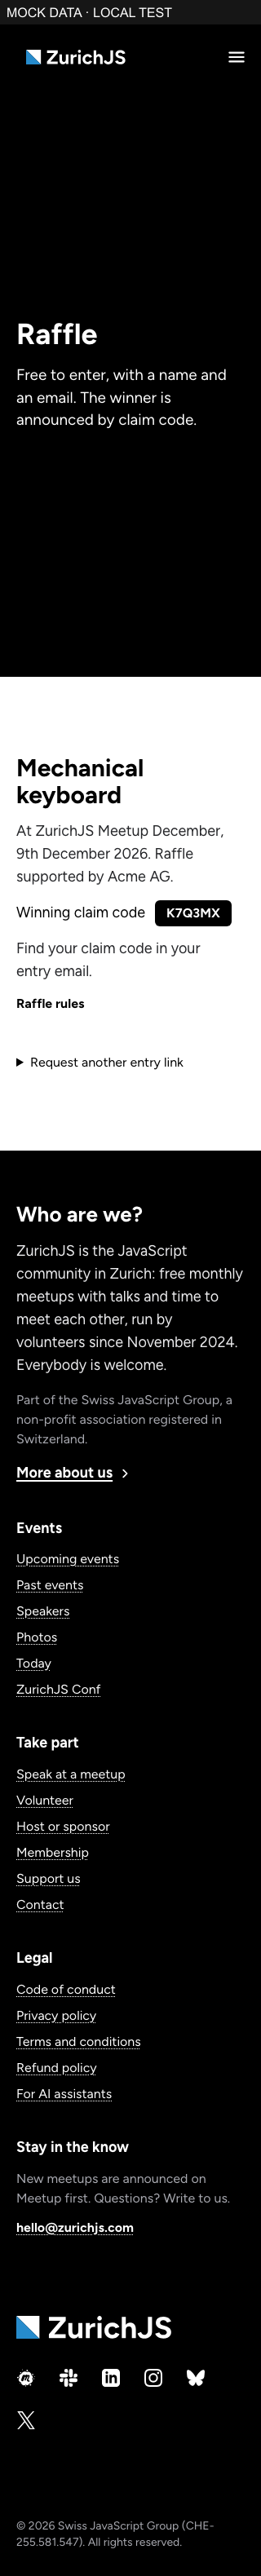 MOCK DATA · LOCAL TEST
ZurichJS
Raffle
Free to enter, with a name and
an email. The winner is
announced by claim code.
Mechanical
keyboard
At ZurichJS Meetup December,
9th December 2026. Raffle
supported by Acme AG.
Winning claim code K7Q3MX
Find your claim code in your
entry email.
Raffle rules
Request another entry link
Who are we?
ZurichJS is the JavaScript
community in Zurich: free monthly
meetups with talks and time to
meet each other, run by
volunteers since November 2024.
Everybody is welcome.
Part of the Swiss JavaScript Group, a
non-profit association registered in
Switzerland.
More about us
Events
Upcoming events
Past events
Speakers
Photos
Today
ZurichJS Conf
Take part
Speak at a meetup
Volunteer
Host or sponsor
Membership
Support us
Contact
Legal
Code of conduct
Privacy policy
Terms and conditions
Refund policy
For AI assistants
Stay in the know
New meetups are announced on
Meetup first. Questions? Write to us.
hello@zurichjs.com
ZurichJS
© 2026 Swiss JavaScript Group (CHE-
255.581.547). All rights reserved.